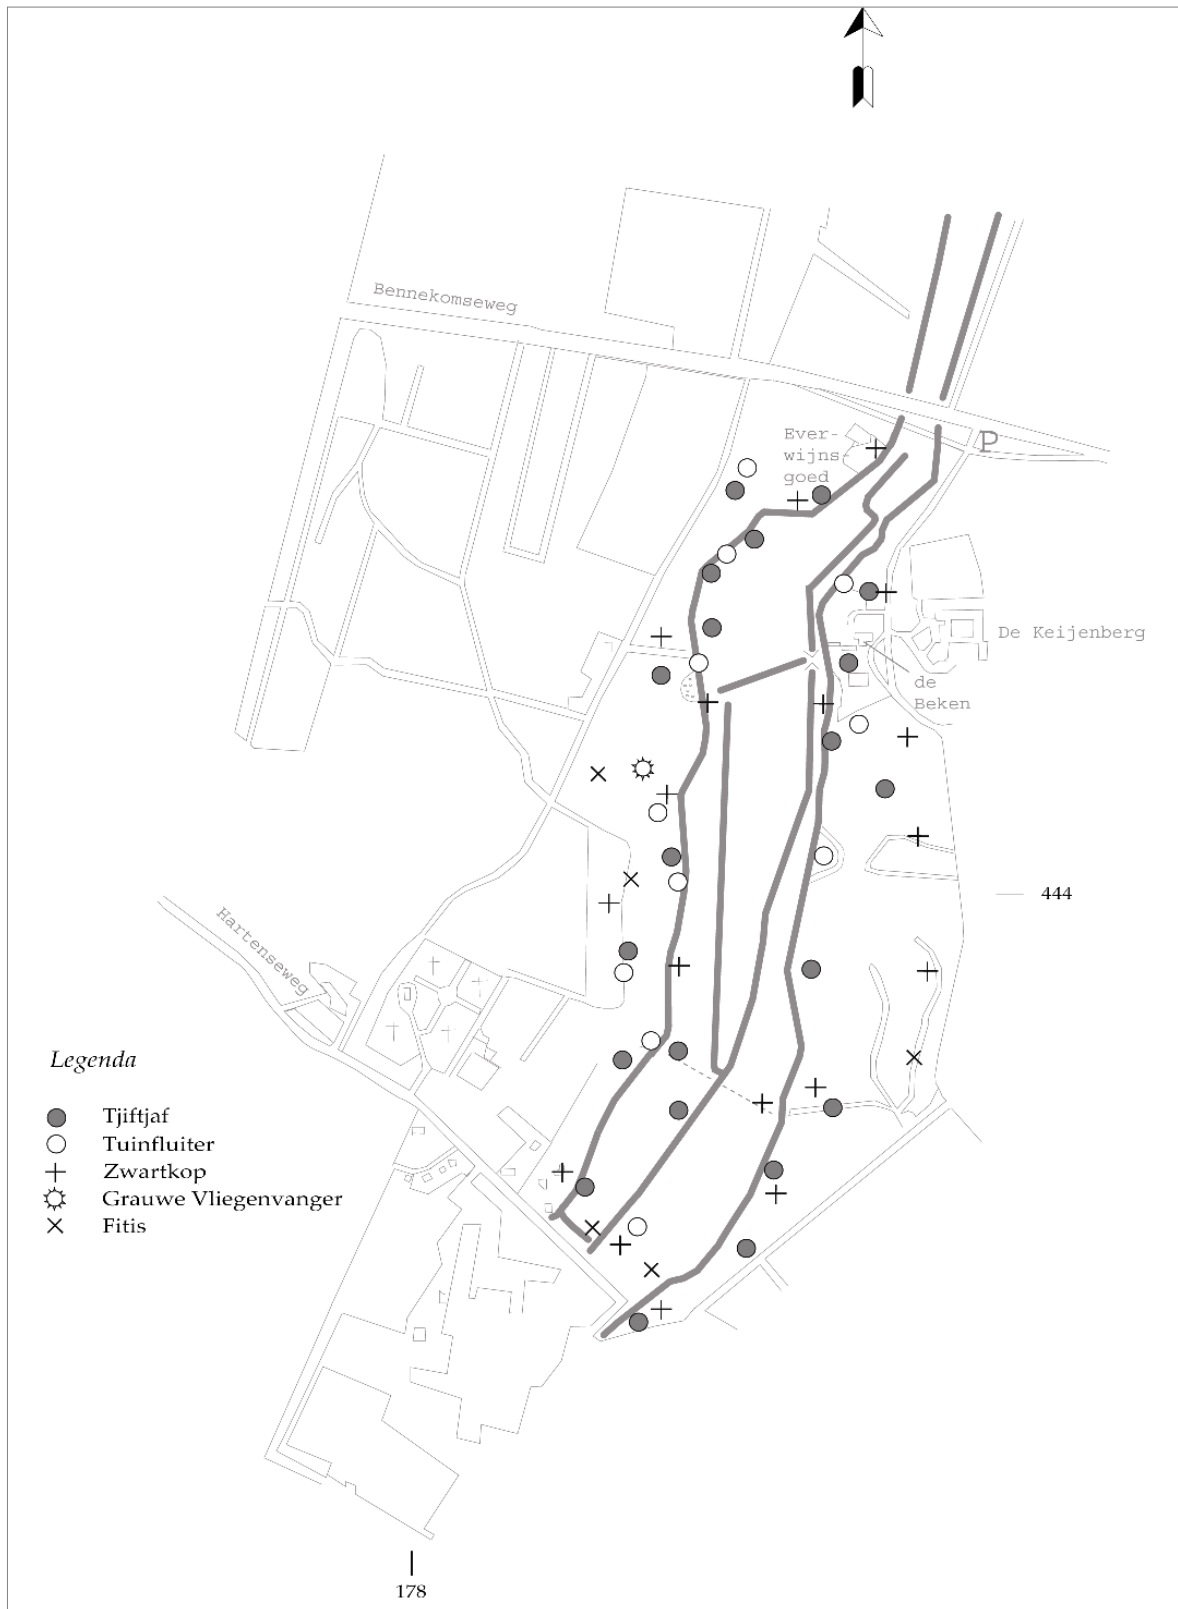 Bennekomseweg
Ever-
wijns-
goed
P
De Keijenberg
de
Beken
444
Hartenseweg
Legenda
Tjiftjaf
Tuinfluiter
Zwartkop
Grauwe Vliegenvanger
Fitis
178